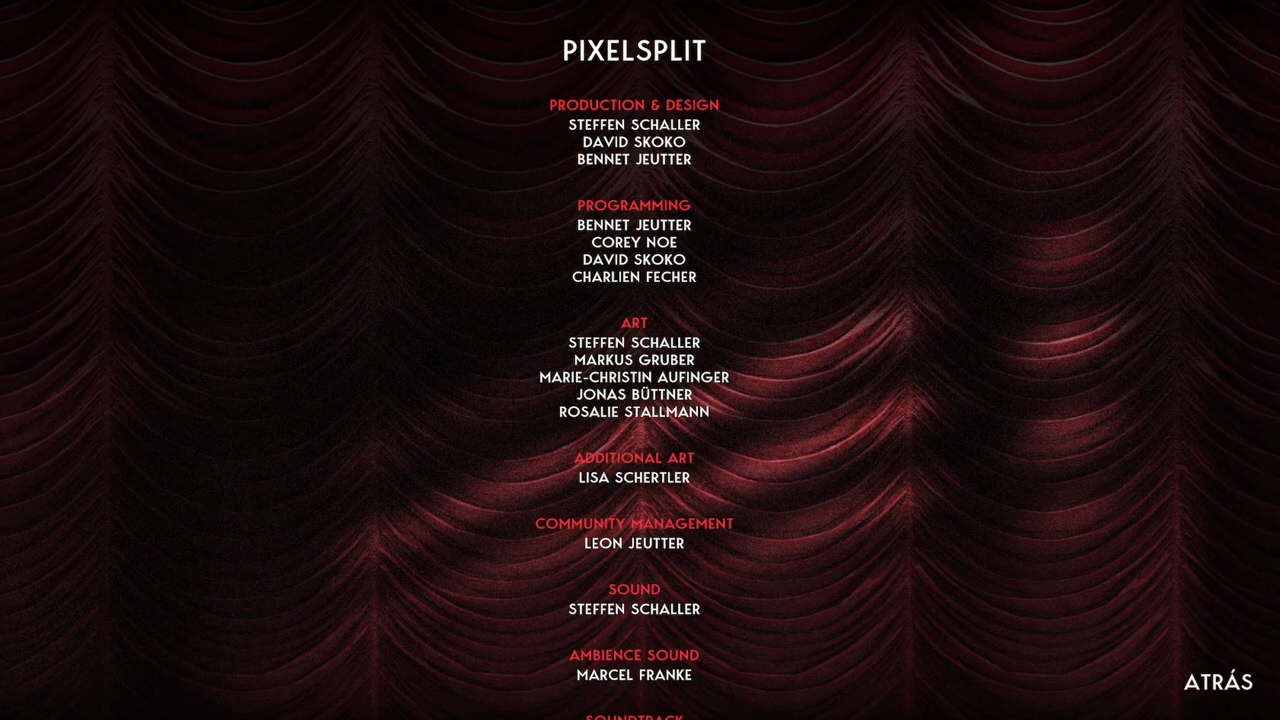 PIXELSPLIT
PRODUCTION & DESIGN
STEFFEN SCHALLER
DAVID SKOKO
BENNET JEUTTER
PROGRAMMING
BENNET JEUTTER
COREY NOE
DAVID SKOKO
CHARLIEN FECHER
ART
STEFFEN SCHALLER
MARKUS GRUBER
MARIE-CHRISTIN AUFINGER
JONAS BÜTTNER
ROSALIE STALLMANN
ADDITIONAL ART
LISA SCHERTLER
COMMUNITY MANAGEMENT
LEON JEUTTER
SOUND
STEFFEN SCHALLER
AMBIENCE SOUND
MARCEL FRANKE
SOUNDTRACK
ATRÁS